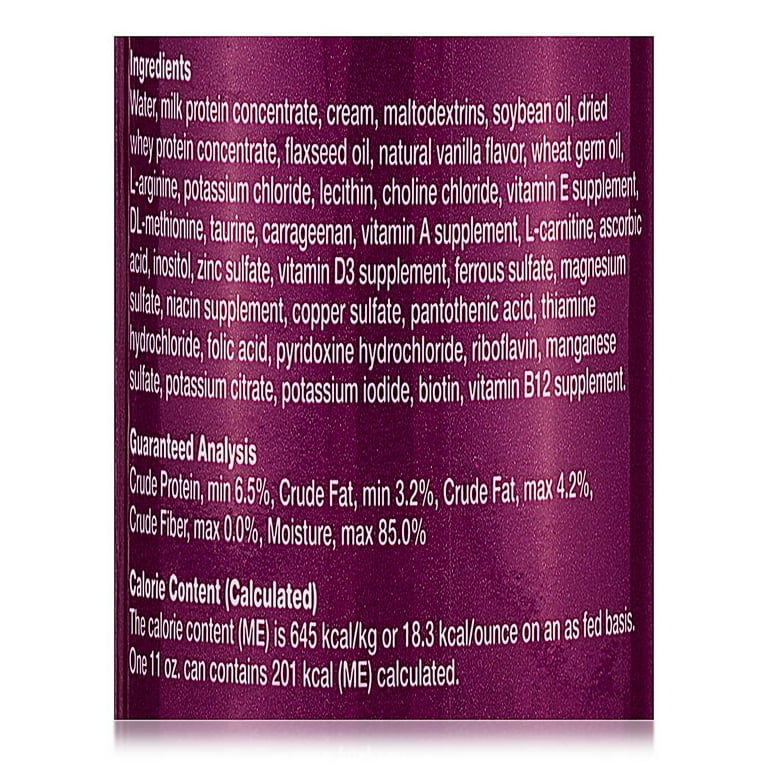 Ingredients
Water, milk protein concentrate, cream, maltodextrins, soybean oil, dried
whey protein concentrate, flaxseed oil, natural vanilla flavor, wheat germ oil,
L-arginine, potassium chloride, lecithin, choline chloride, vitamin E supplement,
DL-methionine, taurine, carrageenan, vitamin A supplement, L-carnitine, ascorbic
acid, inositol, zinc sulfate, vitamin D3 supplement, ferrous sulfate, magnesium
sulfate, niacin supplement, copper sulfate, pantothenic acid, thiamine
hydrochloride, folic acid, pyridoxine hydrochloride, riboflavin, manganese
sulfate, potassium citrate, potassium iodide, biotin, vitamin B12 supplement.
Guaranteed Analysis
Crude Protein, min 6.5%, Crude Fat, min 3.2%, Crude Fat, max 4.2%,
Crude Fiber, max 0.0%, Moisture, max 85.0%
Calorie Content (Calculated)
The calorie content (ME) is 645 kcal/kg or 18.3 kcal/ounce on an as fed basis.
One 11 oz. can contains 201 kcal (ME) calculated.